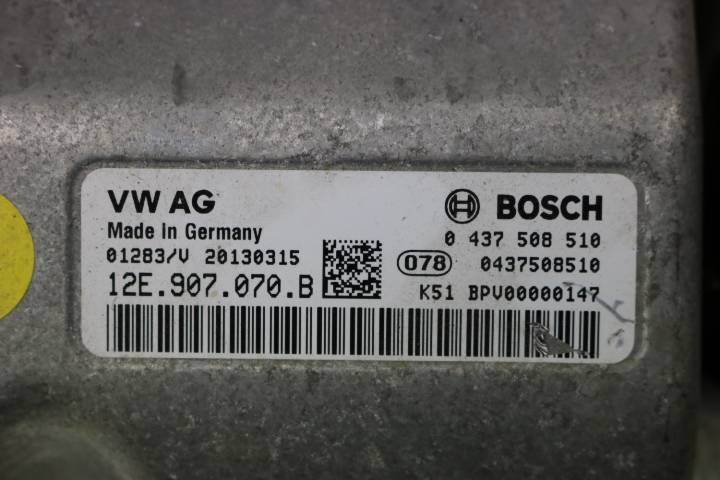 VW AG
BOSCH
Made in Germany
0 437 508 510
01283/V 20130315
078 0437508510
12E.907.070.B
K51 BPV00000147